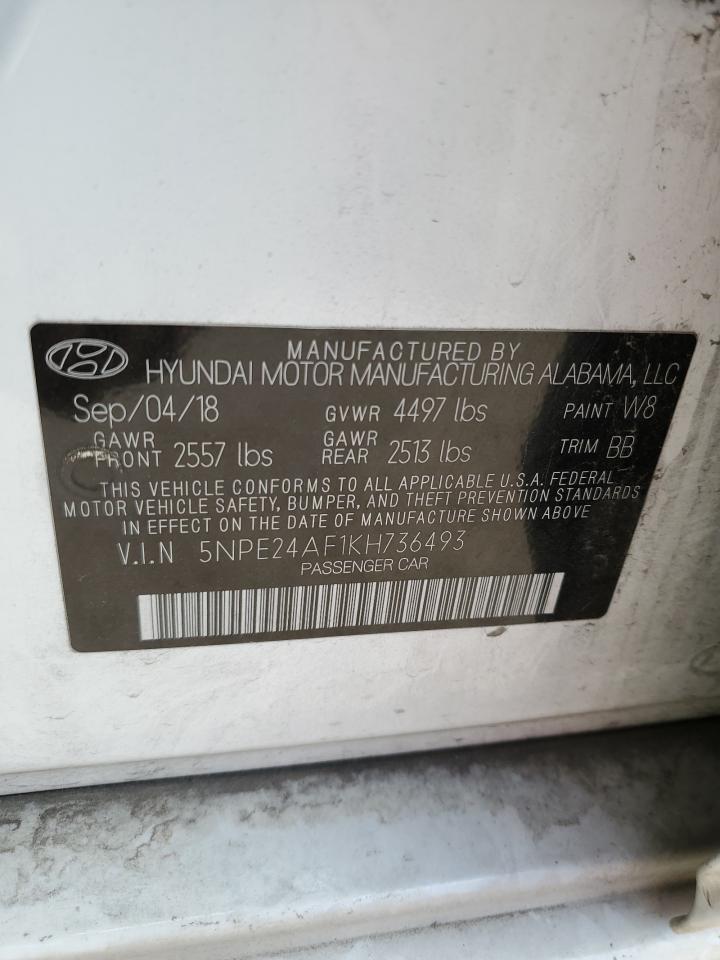 MANUFACTURED BY
HYUNDAI MOTOR MANUFACTURING ALABAMA, LLC
Sep/04/18 GVWR 4497 lbs PAINT W8
GAWR FRONT 2557 lbs GAWR REAR 2513 lbs TRIM BB
THIS VEHICLE CONFORMS TO ALL APPLICABLE U.S.A. FEDERAL
MOTOR VEHICLE SAFETY, BUMPER, AND THEFT PREVENTION STANDARDS
IN EFFECT ON THE DATE OF MANUFACTURE SHOWN ABOVE
V.I.N 5NPE24AF1KH736493
PASSENGER CAR